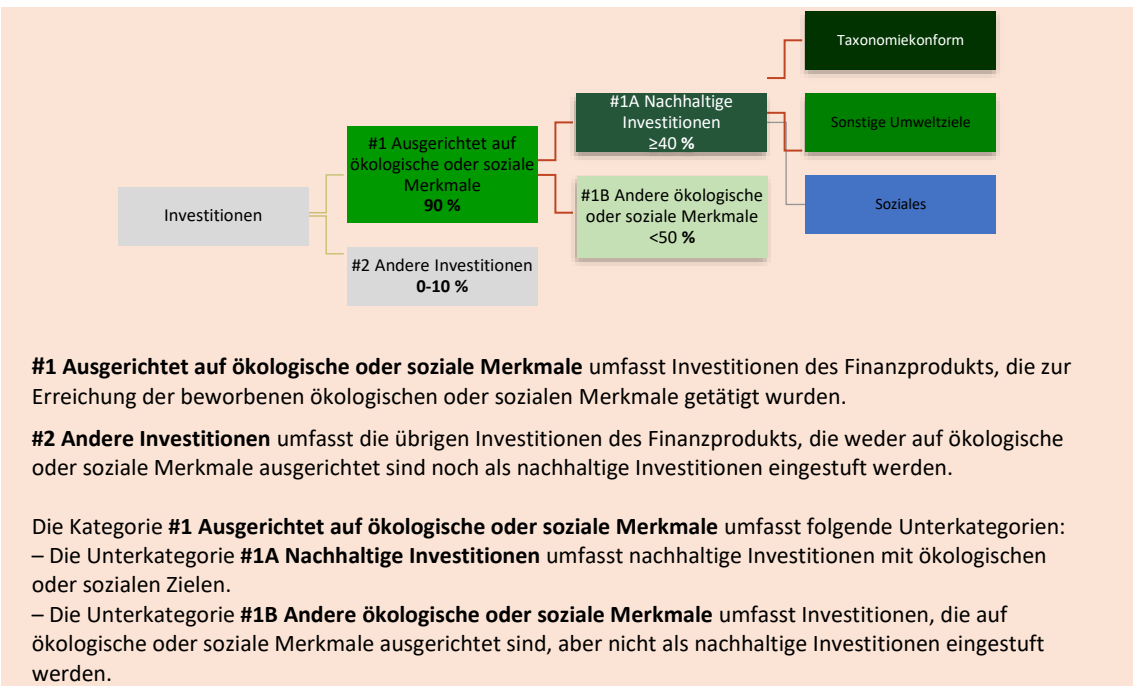 Taxonomiekonform
#1A Nachhaltige
Investitionen
≥40 %
Sonstige Umweltziele
#1 Ausgerichtet auf
ökologische oder soziale
Merkmale
90 %
#1B Andere ökologische
oder soziale Merkmale
<50 %
Soziales
Investitionen
#2 Andere Investitionen
0-10 %
#1 Ausgerichtet auf ökologische oder soziale Merkmale umfasst Investitionen des Finanzprodukts, die zur
Erreichung der beworbenen ökologischen oder sozialen Merkmale getätigt wurden.
#2 Andere Investitionen umfasst die übrigen Investitionen des Finanzprodukts, die weder auf ökologische
oder soziale Merkmale ausgerichtet sind noch als nachhaltige Investitionen eingestuft werden.
Die Kategorie #1 Ausgerichtet auf ökologische oder soziale Merkmale umfasst folgende Unterkategorien:
– Die Unterkategorie #1A Nachhaltige Investitionen umfasst nachhaltige Investitionen mit ökologischen
oder sozialen Zielen.
– Die Unterkategorie #1B Andere ökologische oder soziale Merkmale umfasst Investitionen, die auf
ökologische oder soziale Merkmale ausgerichtet sind, aber nicht als nachhaltige Investitionen eingestuft
werden.